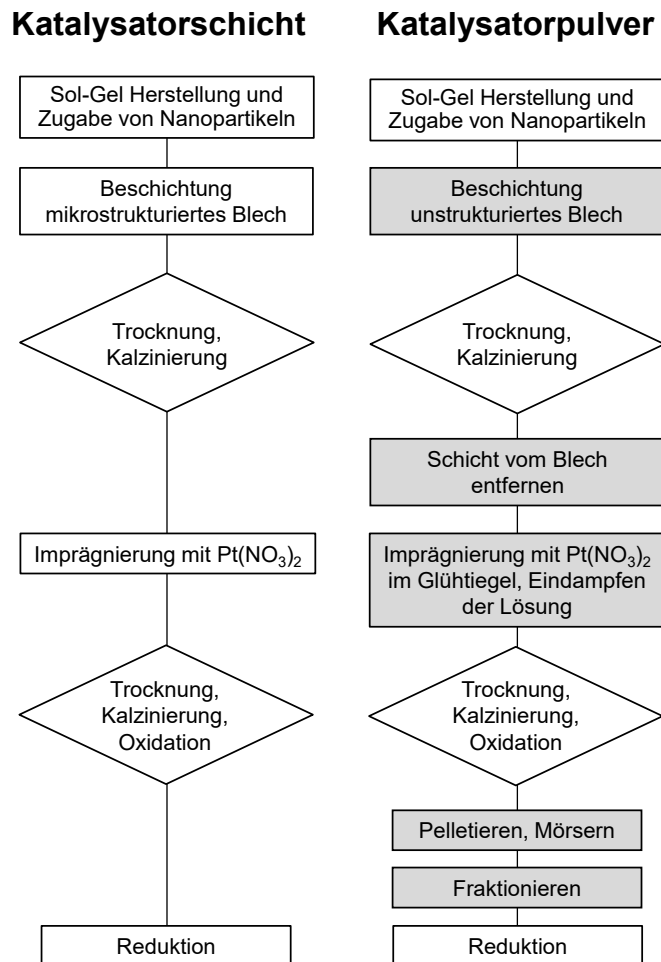 Katalysatorschicht
Sol-Gel Herstellung und
Zugabe von Nanopartikeln
Beschichtung
mikrostrukturiertes Blech
Trocknung,
Kalzinierung
Imprägnierung mit Pt(NO₃)₂
Trocknung,
Kalzinierung,
Oxidation
Reduktion
Katalysatorpulver
Sol-Gel Herstellung und
Zugabe von Nanopartikeln
Beschichtung
unstrukturiertes Blech
Trocknung,
Kalzinierung
Schicht vom Blech
entfernen
Imprägnierung mit Pt(NO₃)₂
im Glühtiegel, Eindampfen
der Lösung
Trocknung,
Kalzinierung,
Oxidation
Pelletieren, Mörsern
Fraktionieren
Reduktion